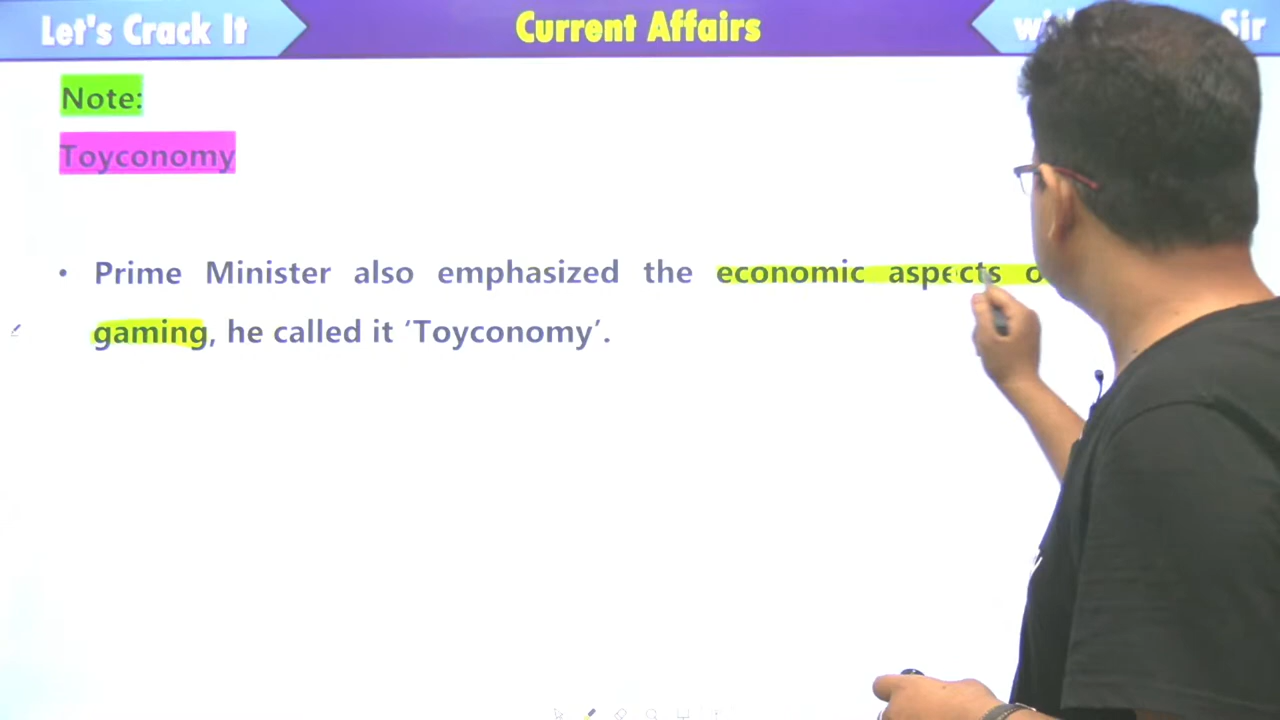 Let's Crack It
Current Affairs
Sir
Note:
Toyconomy
• Prime Minister also emphasized the economic aspects
gaming, he called it ‘Toyconomy’.